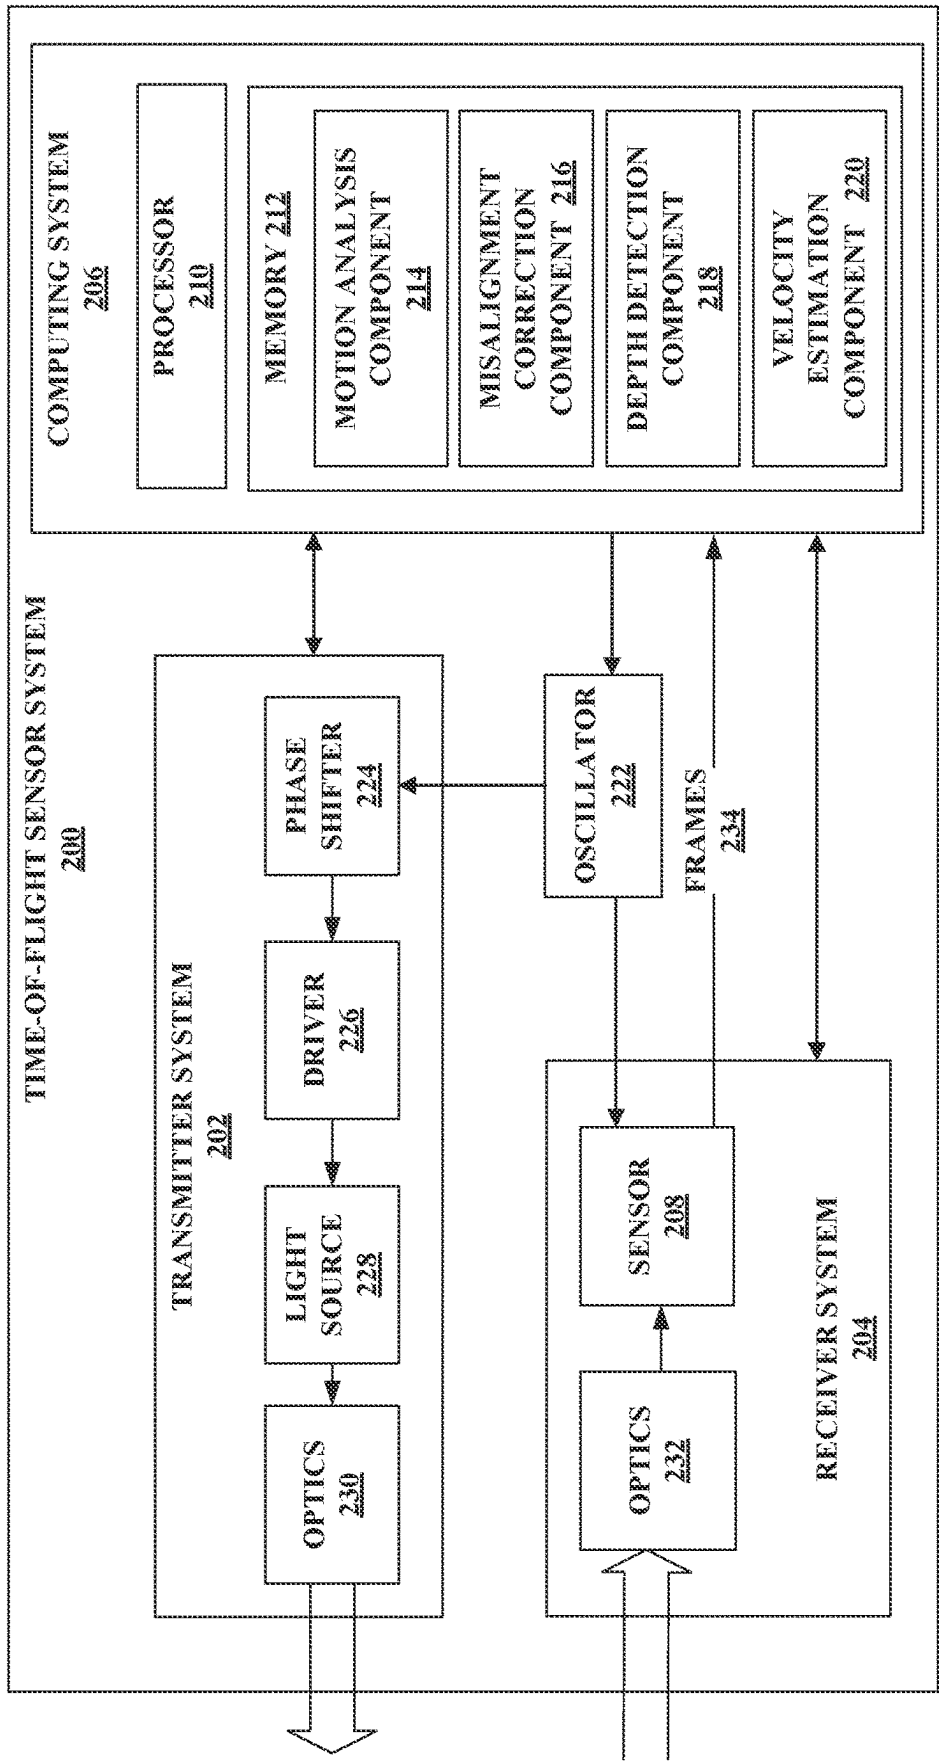 TIME-OF-FLIGHT SENSOR SYSTEM
200
TRANSMITTER SYSTEM
202
OPTICS
230
LIGHT
SOURCE
228
DRIVER
226
PHASE
SHIFTER
224
OSCILLATOR
222
FRAMES
234
OPTICS
232
SENSOR
208
RECEIVER SYSTEM
204
COMPUTING SYSTEM
206
PROCESSOR
210
MEMORY 212
MOTION ANALYSIS
COMPONENT
214
MISALIGNMENT
CORRECTION
COMPONENT 216
DEPTH DETECTION
COMPONENT
218
VELOCITY
ESTIMATION
COMPONENT 220